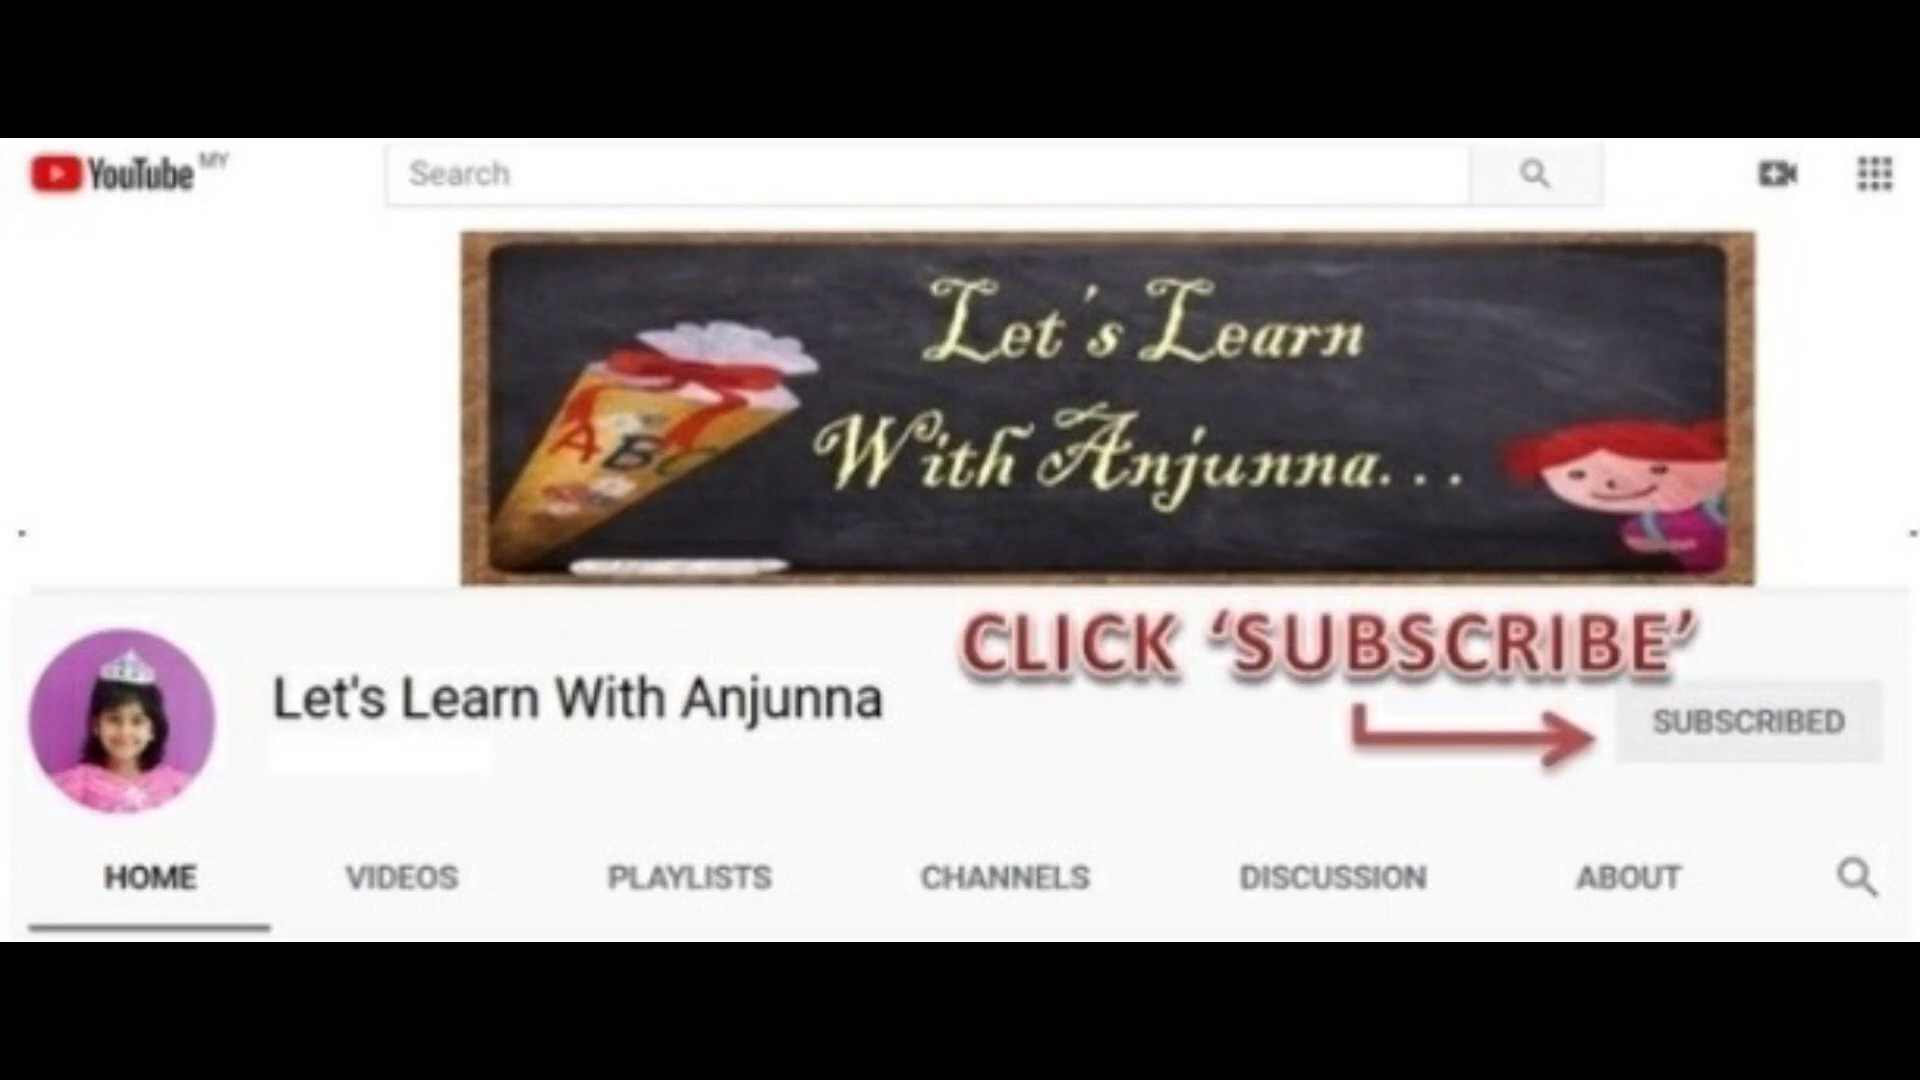 YouTube MY
Search
Let's Learn
With Anjunna...
ABC
CLICK ‘SUBSCRIBE’
Let's Learn With Anjunna
SUBSCRIBED
HOME VIDEOS PLAYLISTS CHANNELS DISCUSSION ABOUT